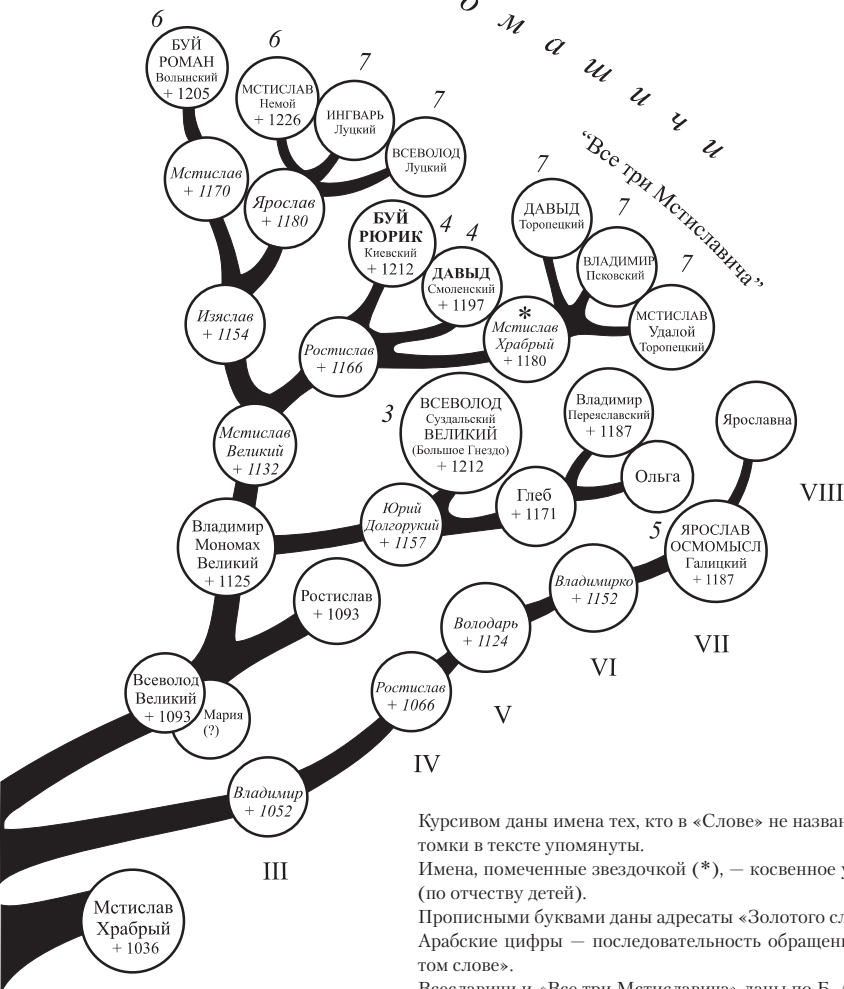 о м а ш и ч и
“Все три Мстиславича”
6
БУЙ
РОМАН
Волынский
+ 1205
6
МСТИСЛАВ
Немой
+ 1226
7
ИНГВАРЬ
Луцкий
7
ВСЕВОЛОД
Луцкий
Мстислав
+ 1170
Ярослав
+ 1180
БУЙ
РЮРИК
Киевский
+ 1212
4
4
ДАВЫД
Смоленский
+ 1197
7
ДАВЫД
Торопецкий
7
ВЛАДИМИР
Псковский
7
МСТИСЛАВ
Удалой
Торопецкий
*
Мстислав
Храбрый
+ 1180
Изяслав
+ 1154
Ростислав
+ 1166
Мстислав
Великий
+ 1132
3
ВСЕВОЛОД
Суздальский
ВЕЛИКИЙ
(Большое Гнездо)
+ 1212
Владимир
Переяславский
+ 1187
Ольга
Ярославна
VIII
Владимир
Мономах
Великий
+ 1125
Юрий
Долгорукий
+ 1157
Глеб
+ 1171
5
ЯРОСЛАВ
ОСМОМЫСЛ
Галицкий
+ 1187
VII
Владимирко
+ 1152
VI
Ростислав
+ 1093
Володарь
+ 1124
V
Всеволод
Великий
+ 1093
Мария
(?)
Ростислав
+ 1066
IV
Владимир
+ 1052
III
Мстислав
Храбрый
+ 1036
Курсивом даны имена тех, кто в «Слове» не назван
томки в тексте упомянуты.
Имена, помеченные звездочкой (*), — косвенное у
(по отчеству детей).
Прописными буквами даны адресаты «Золотого сл
Арабские цифры — последовательность обращени
том слове».
Всеславичи и «Все три Мстиславича» даны по Б.